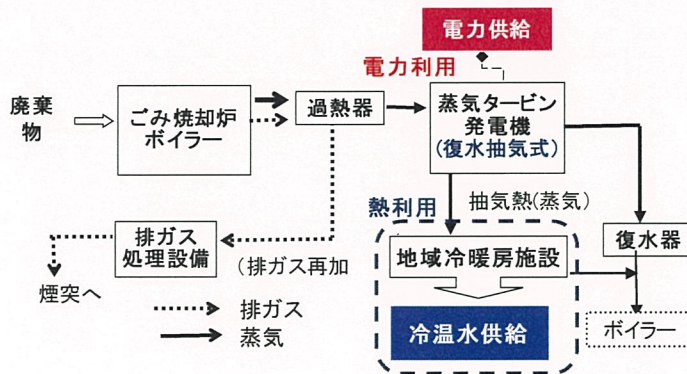 電力供給
電力利用
廃棄
物
ごみ焼却炉
ボイラー
過熱器
蒸気タービン
発電機
(復水抽気式)
抽気熱(蒸気)
熱利用
排ガス
処理設備
(排ガス再加
地域冷暖房施設
復水器
煙突へ
排ガス
蒸気
冷温水供給
ボイラー